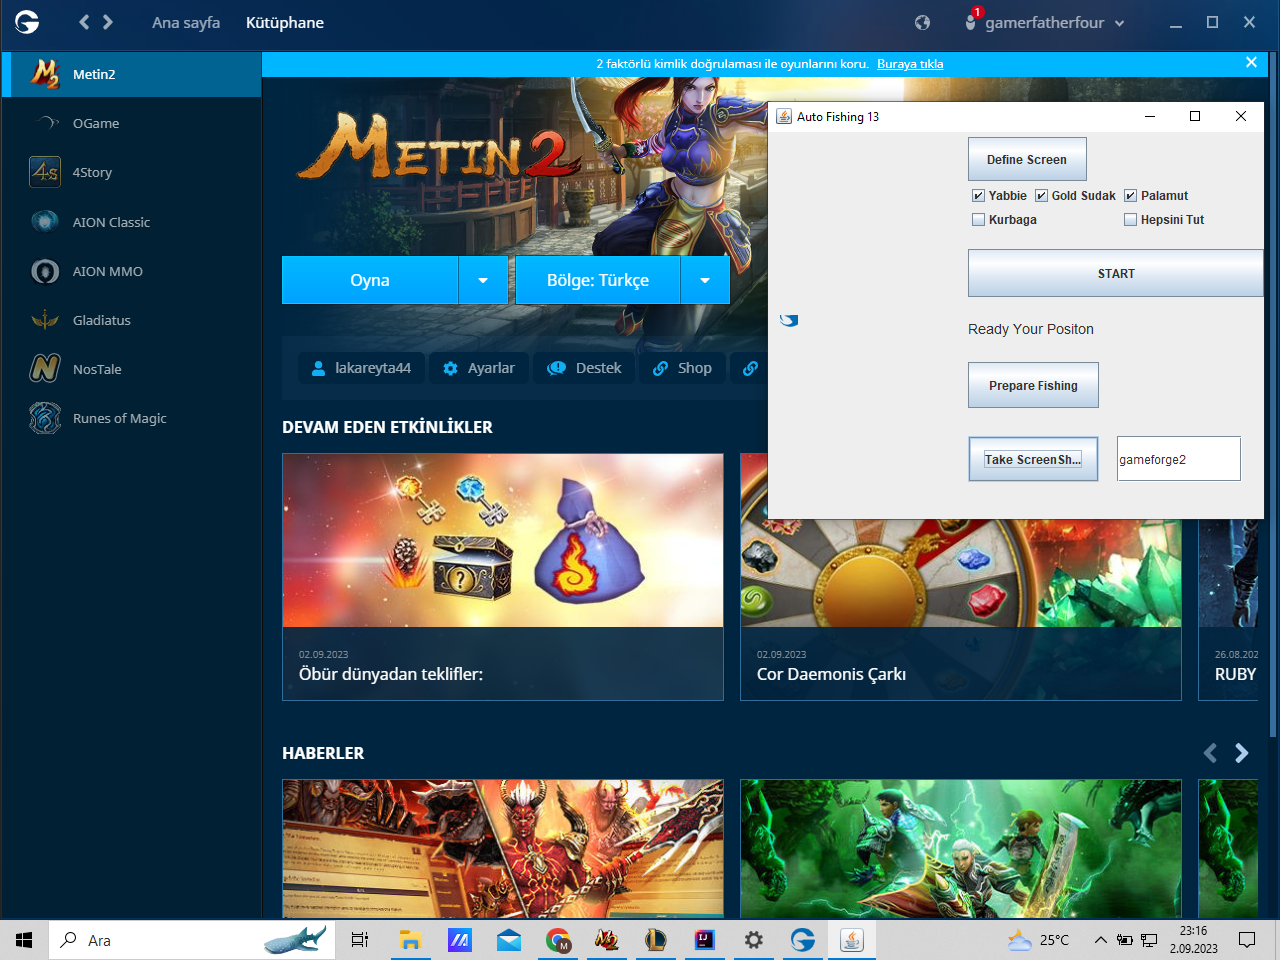 Ana sayfa
Kütüphane
1
gamerfatherfour
Metin2
OGame
4Story
AION Classic
AION MMO
Gladiatus
NosTale
Runes of Magic
2 faktörlü kimlik doğrulaması ile oyunlarını koru. Buraya tıkla
METIN2
Oyna
Bölge: Türkçe
lakareyta44
Ayarlar
Destek
Shop
Auto Fishing 13
Define Screen
Yabbie
Gold Sudak
Palamut
Kurbaga
Hepsini Tut
START
Ready Your Positon
Prepare Fishing
Take ScreenSh...
gameforge2
DEVAM EDEN ETKİNLİKLER
02.09.2023
Öbür dünyadan teklifler:
02.09.2023
Cor Daemonis Çarkı
26.08.202
RUBY
HABERLER
Ara
25°C
23:16
2.09.2023